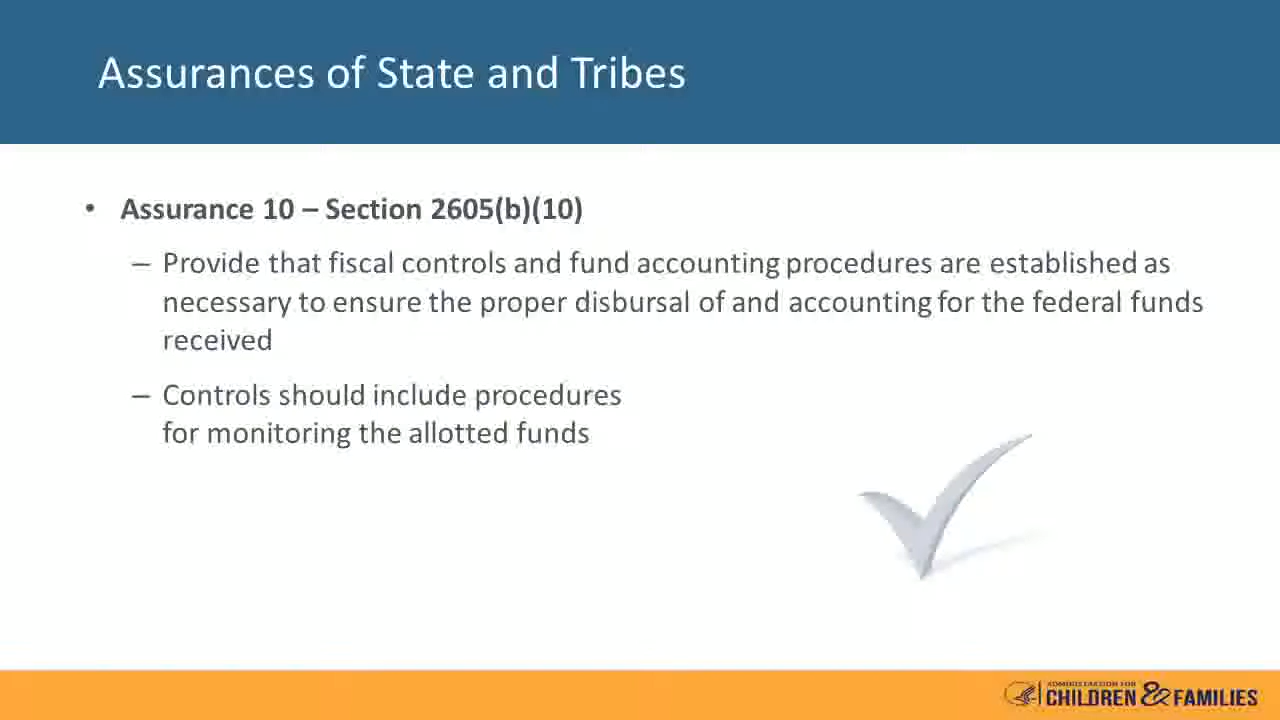 Assurances of State and Tribes
• Assurance 10 – Section 2605(b)(10)
– Provide that fiscal controls and fund accounting procedures are established as
necessary to ensure the proper disbursal of and accounting for the federal funds
received
– Controls should include procedures
for monitoring the allotted funds
ADMINISTRATION FOR
CHILDREN & FAMILIES